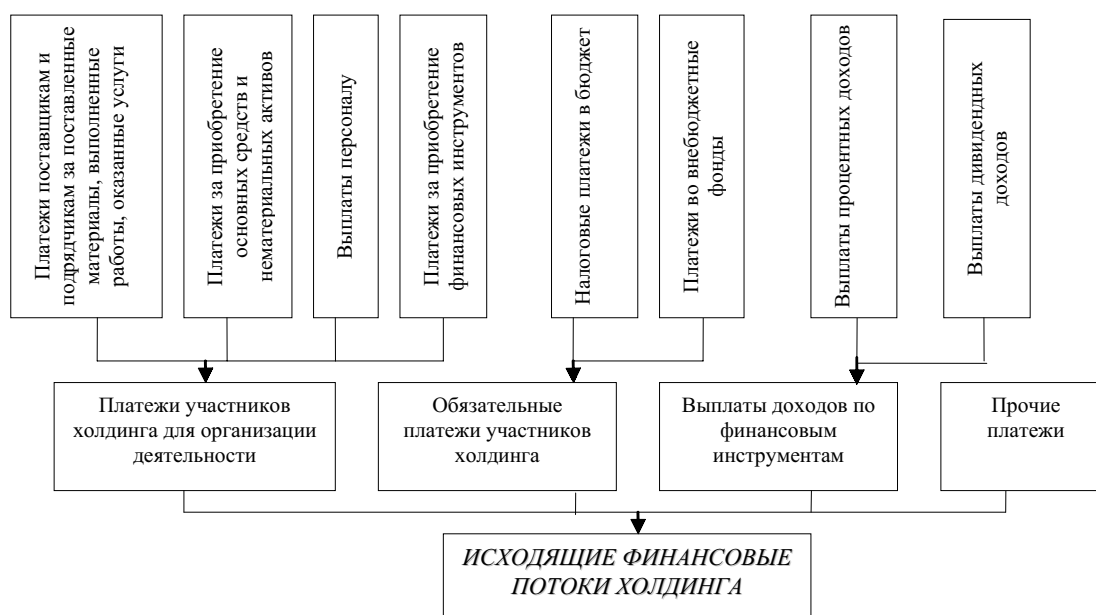 Платежи поставщикам и
подрядчикам за поставленные
материалы, выполненные
работы, оказанные услуги
Платежи за приобретение
основных средств и
нематериальных активов
Выплаты персоналу
Платежи за приобретение
финансовых инструментов
Налоговые платежи в бюджет
Платежи во внебюджетные
фонды
Выплаты процентных доходов
Выплаты дивидендных
доходов
Платежи участников
холдинга для организации
деятельности
Обязательные
платежи участников
холдинга
Выплаты доходов по
финансовым
инструментам
Прочие
платежи
ИСХОДЯЩИЕ ФИНАНСОВЫЕ
ПОТОКИ ХОЛДИНГА